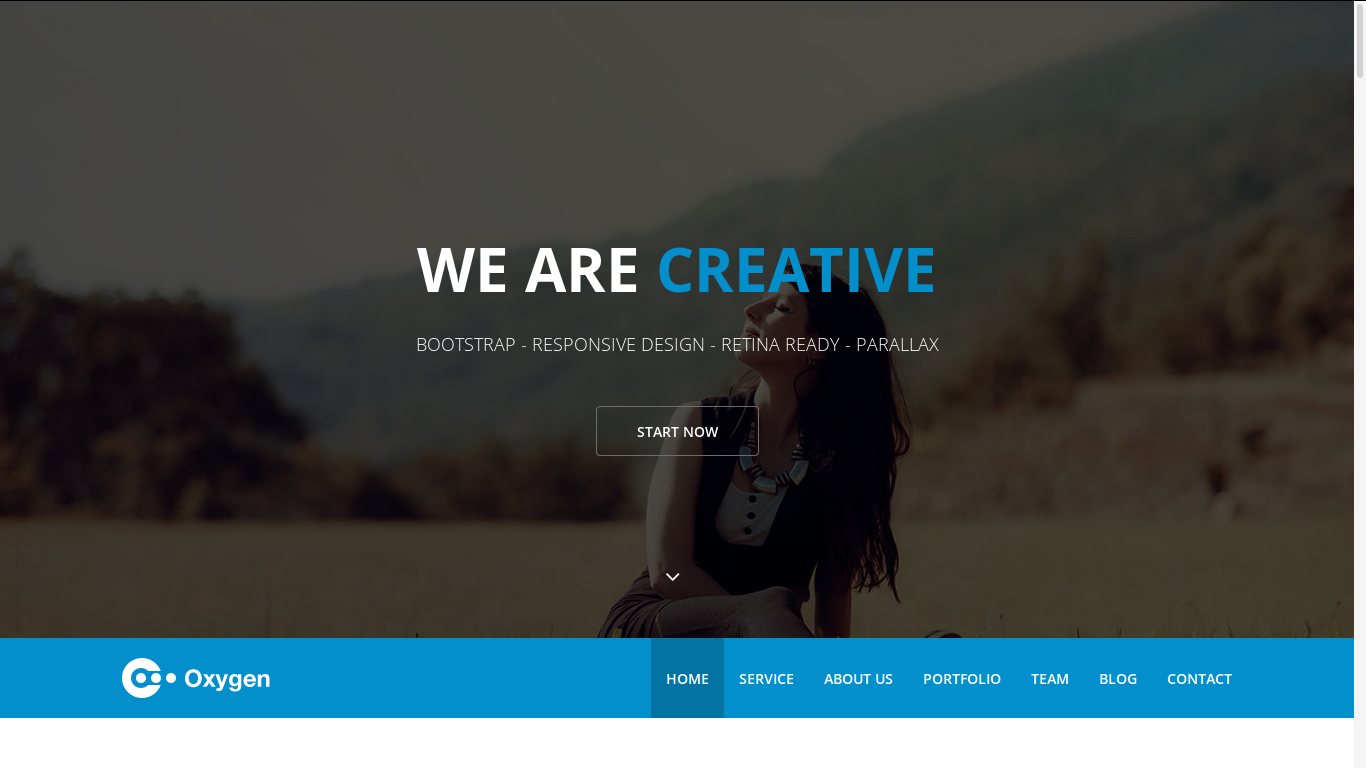 WE ARE CREATIVE
BOOTSTRAP - RESPONSIVE DESIGN - RETINA READY - PARALLAX
START NOW
Oxygen
HOME SERVICE ABOUT US PORTFOLIO TEAM BLOG CONTACT